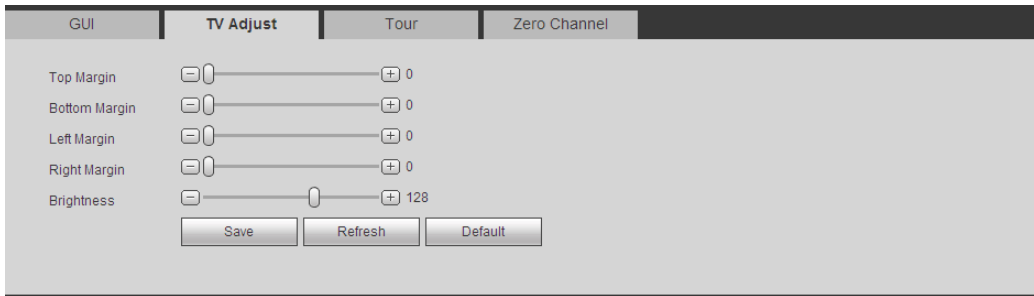 GUI TV Adjust Tour Zero Channel
Top Margin 0
Bottom Margin 0
Left Margin 0
Right Margin 0
Brightness 128
Save Refresh Default